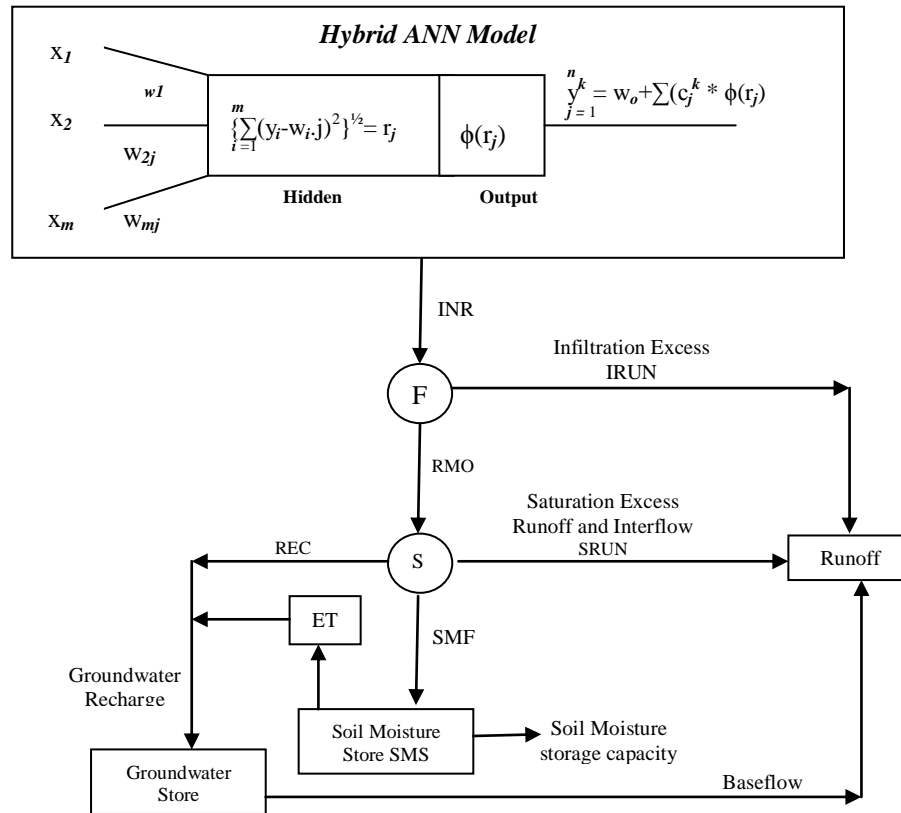 Hybrid ANN Model
x1
w1
x2
w2j
xm
wmj
m
{∑(yi-wi.j)2}½= rj
i =1
Hidden
ϕ(rj)
Output
n
yk = wo+∑(cjk * ϕ(rj)
j = 1
INR
F
Infiltration Excess
IRUN
RMO
S
Saturation Excess
Runoff and Interflow
SRUN
Runoff
REC
ET
SMF
Groundwater
Recharge
Soil Moisture
Store SMS
Soil Moisture
storage capacity
Groundwater
Store
Baseflow